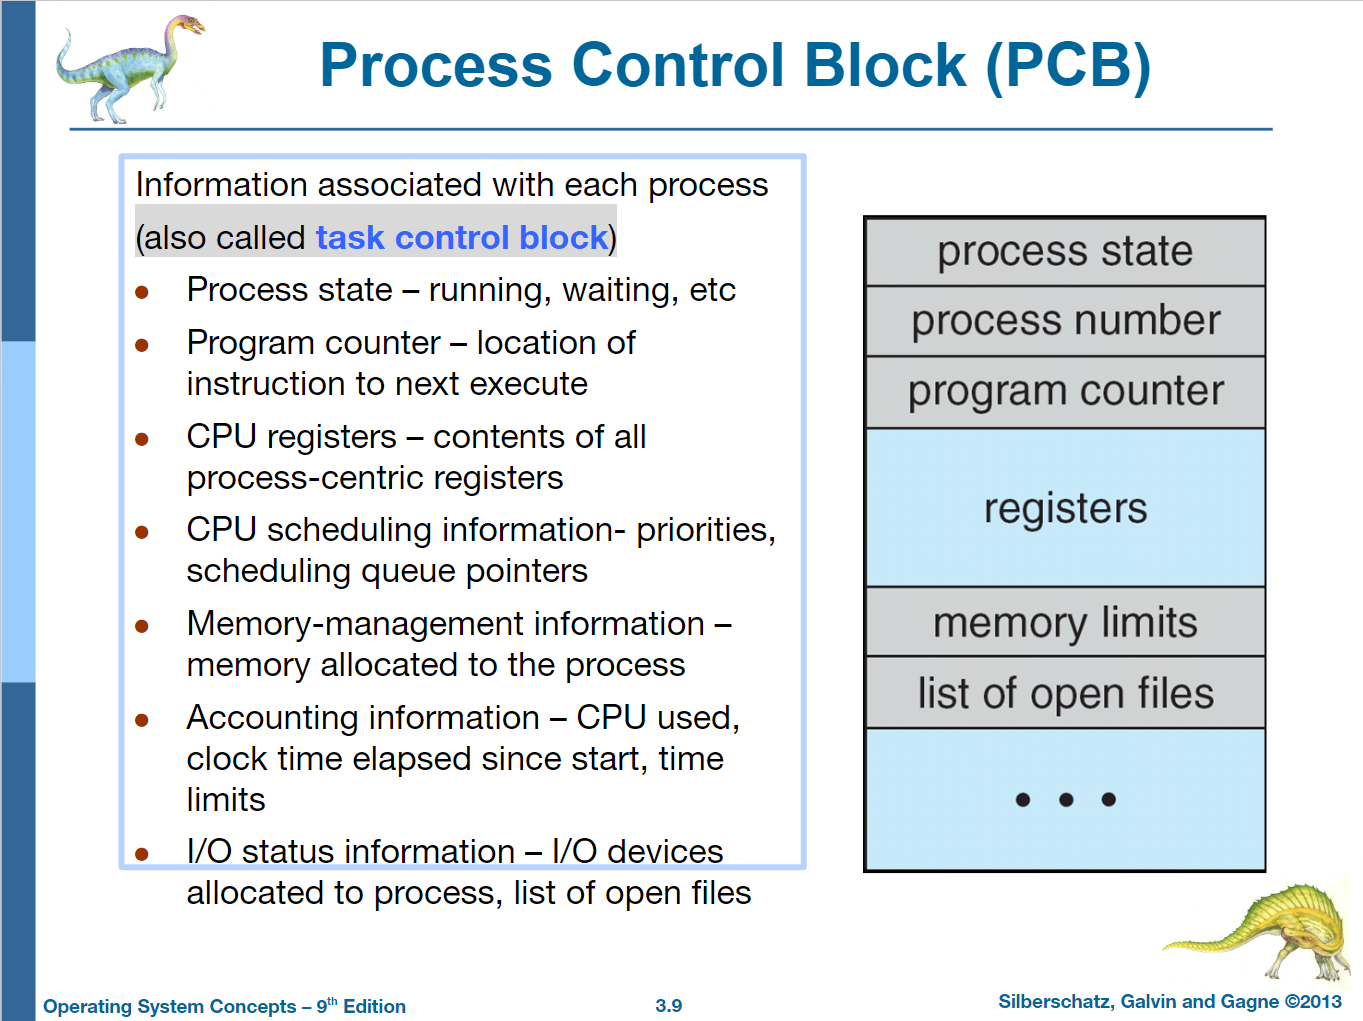 Process Control Block (PCB)
Information associated with each process
(also called task control block)
● Process state – running, waiting, etc
● Program counter – location of
instruction to next execute
● CPU registers – contents of all
process-centric registers
● CPU scheduling information- priorities,
scheduling queue pointers
● Memory-management information –
memory allocated to the process
● Accounting information – CPU used,
clock time elapsed since start, time
limits
● I/O status information – I/O devices
allocated to process, list of open files
process state
process number
program counter
registers
memory limits
list of open files
• • •
Operating System Concepts – 9th Edition
3.9
Silberschatz, Galvin and Gagne ©2013